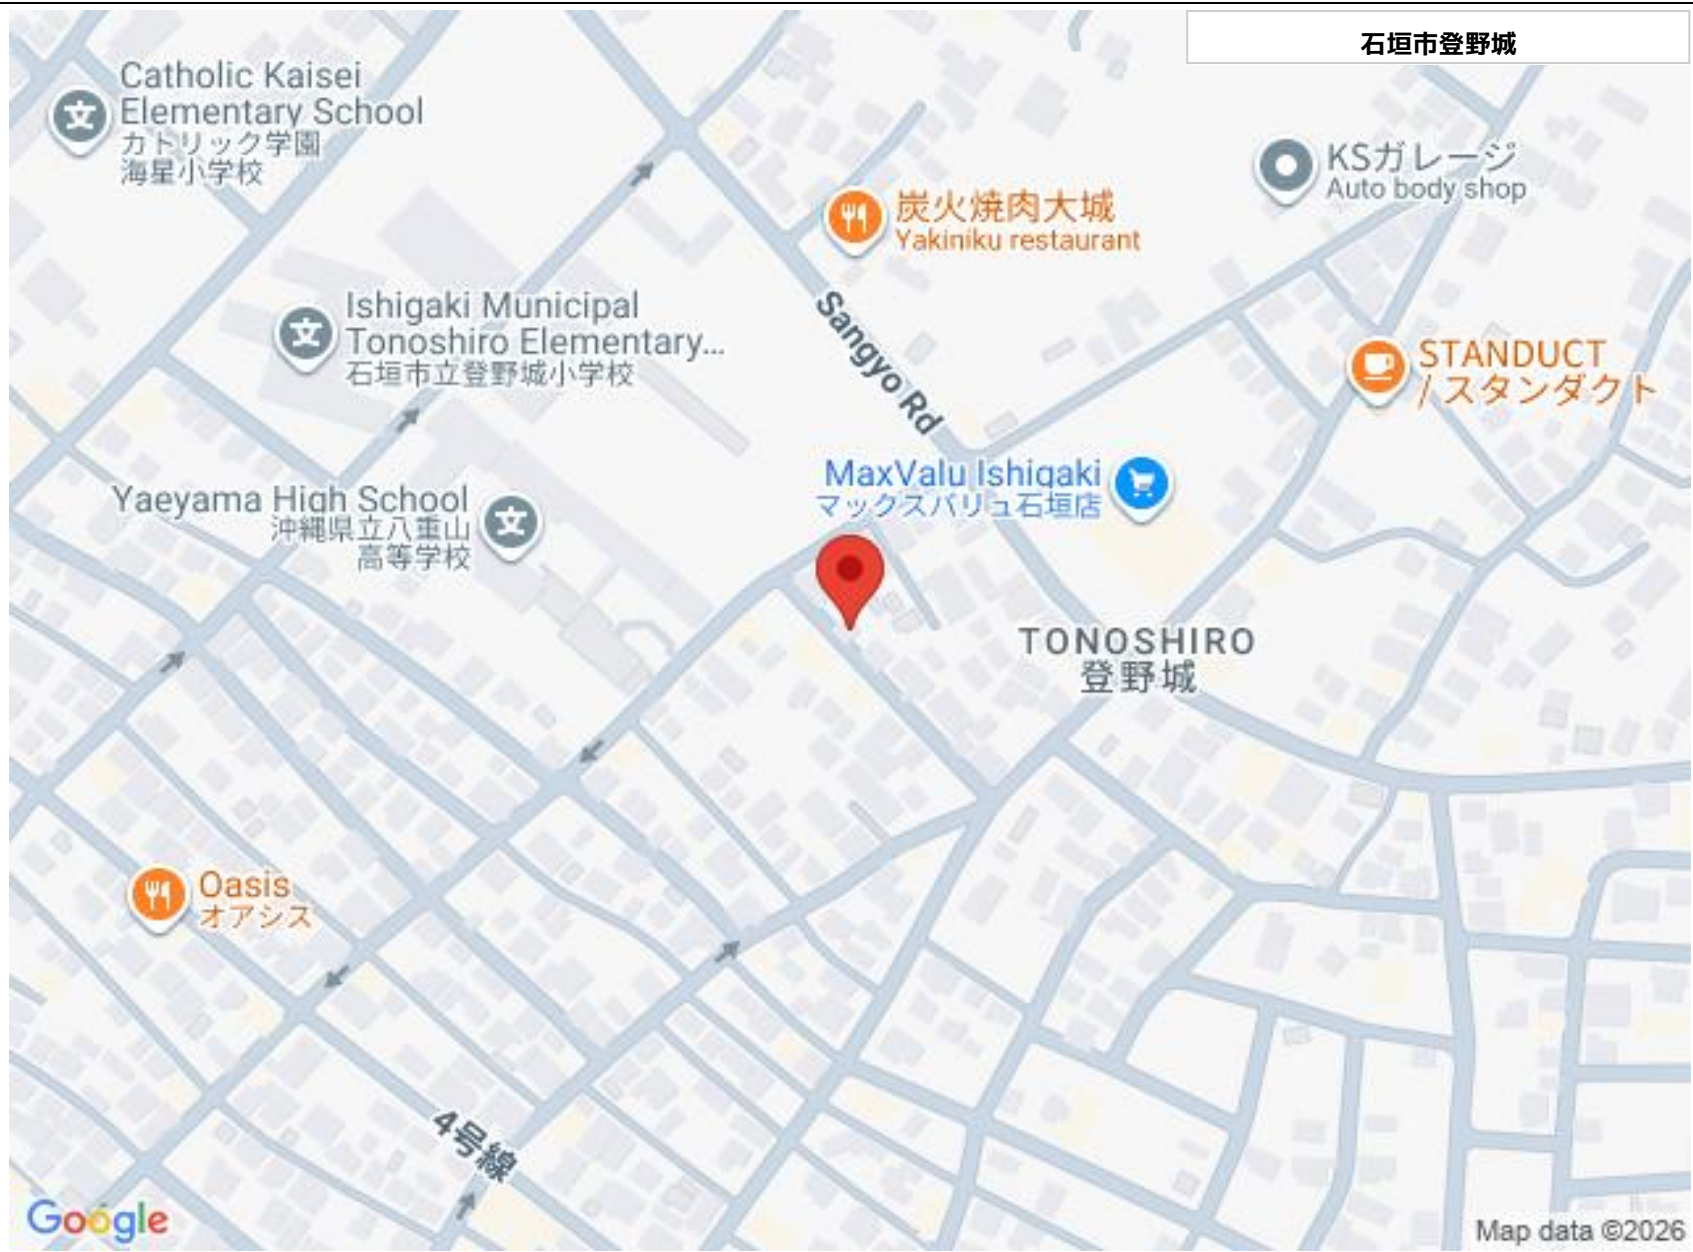 石垣市登野城
Catholic Kaisei
Elementary School
カトリック学園
海星小学校
KSガレージ
Auto body shop
炭火焼肉大城
Yakiniku restaurant
Ishigaki Municipal
Tonoshiro Elementary...
石垣市立登野城小学校
Sangyo Rd
STANDUCT
/ スタンダクト
MaxValu Ishigaki
マックスバリュ石垣店
Yaeyama High School
沖縄県立八重山
高等学校
TONOSHIRO
登野城
Oasis
オアシス
4号線
Google
Map data ©2026